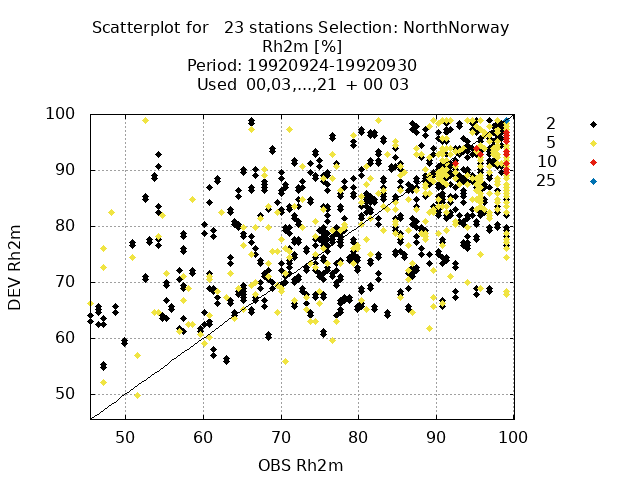 Scatterplot for   23 stations Selection: NorthNorway
Rh2m [%]
Period: 19920924-19920930
Used  00,03,...,21  + 00 03
100
90
80
70
60
50
DEV Rh2m
50 60 70 80 90 100
OBS Rh2m
2
5
10
25